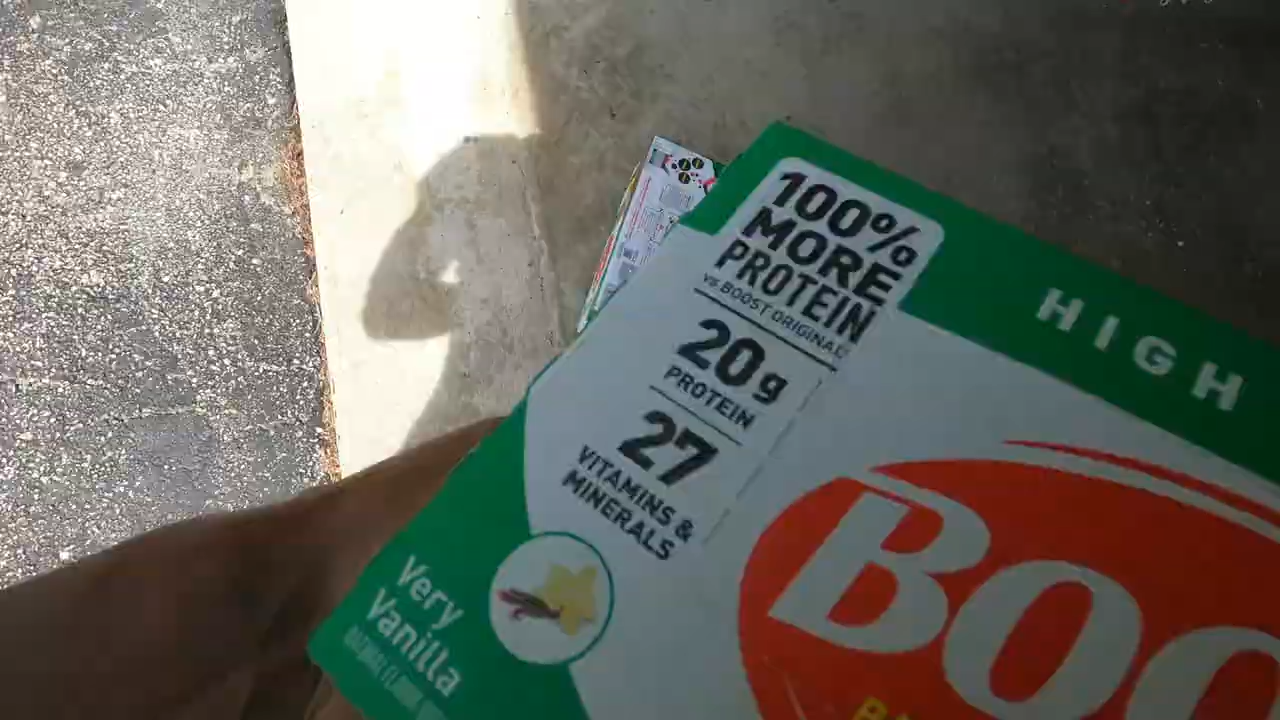 100%
MORE
PROTEIN
vs BOOST ORIGINAL
20g
PROTEIN
27
VITAMINS &
MINERALS
Very
Vanilla
HIGH
BOO